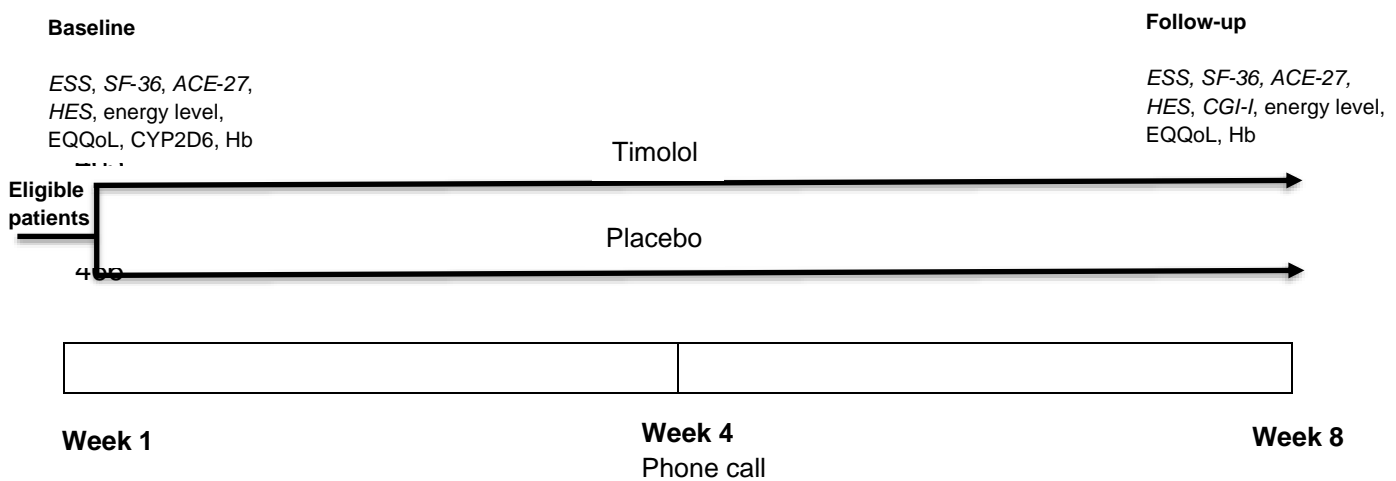 Baseline
ESS, SF-36, ACE-27,
HES, energy level,
EQQoL, CYP2D6, Hb
Follow-up
ESS, SF-36, ACE-27,
HES, CGI-I, energy level,
EQQoL, Hb
Timolol
Eligible
patients
Placebo
Week 1
Week 4
Phone call
Week 8